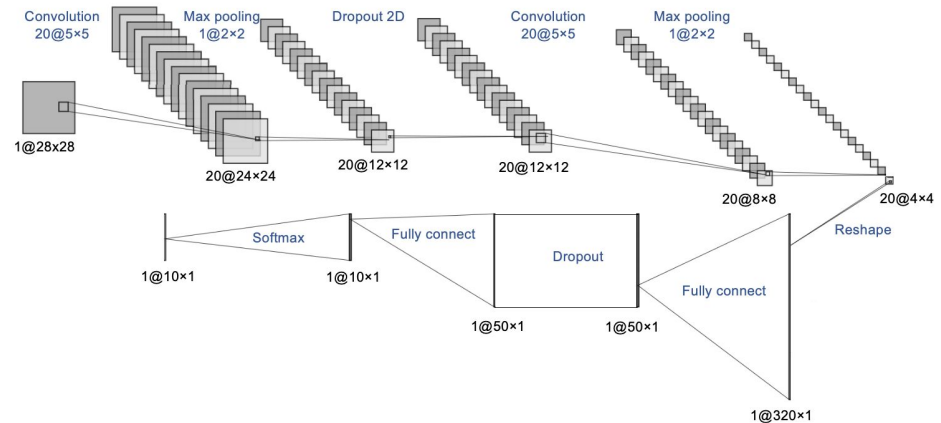 Convolution
20@5×5
Max pooling
1@2×2
Dropout 2D
Convolution
20@5×5
Max pooling
1@2×2
1@28x28
20@24×24
20@12×12
20@12×12
20@8×8
20@4×4
Reshape
Softmax
Fully connect
Dropout
Fully connect
1@10×1
1@10×1
1@50×1
1@50×1
1@320×1